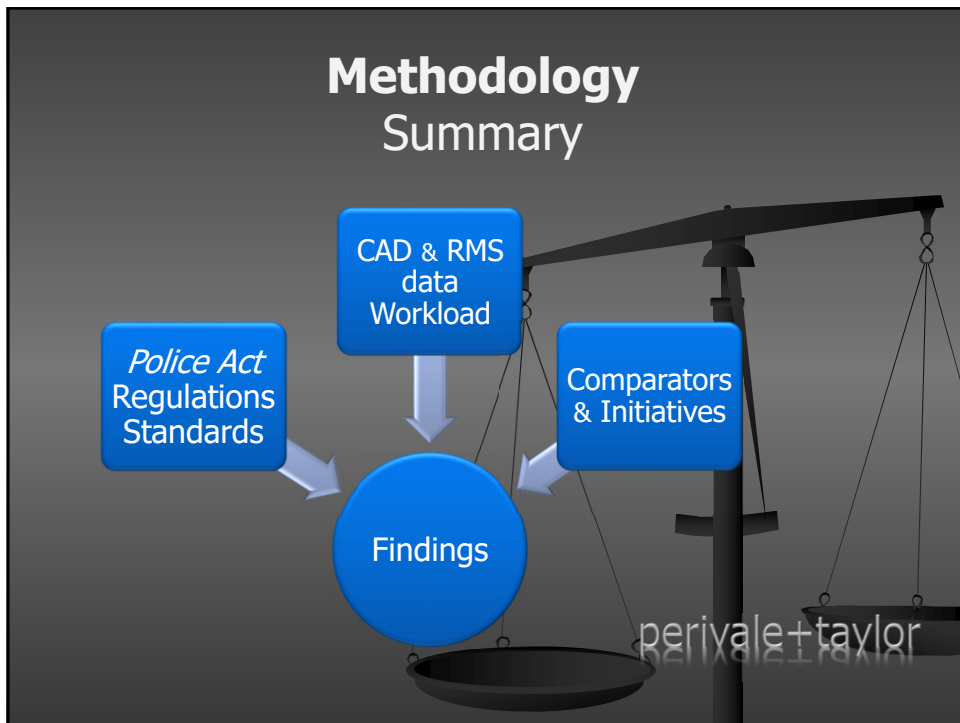 Methodology
Summary
CAD & RMS
data
Workload
Police Act
Regulations
Standards
Comparators
& Initiatives
Findings
perivale+taylor